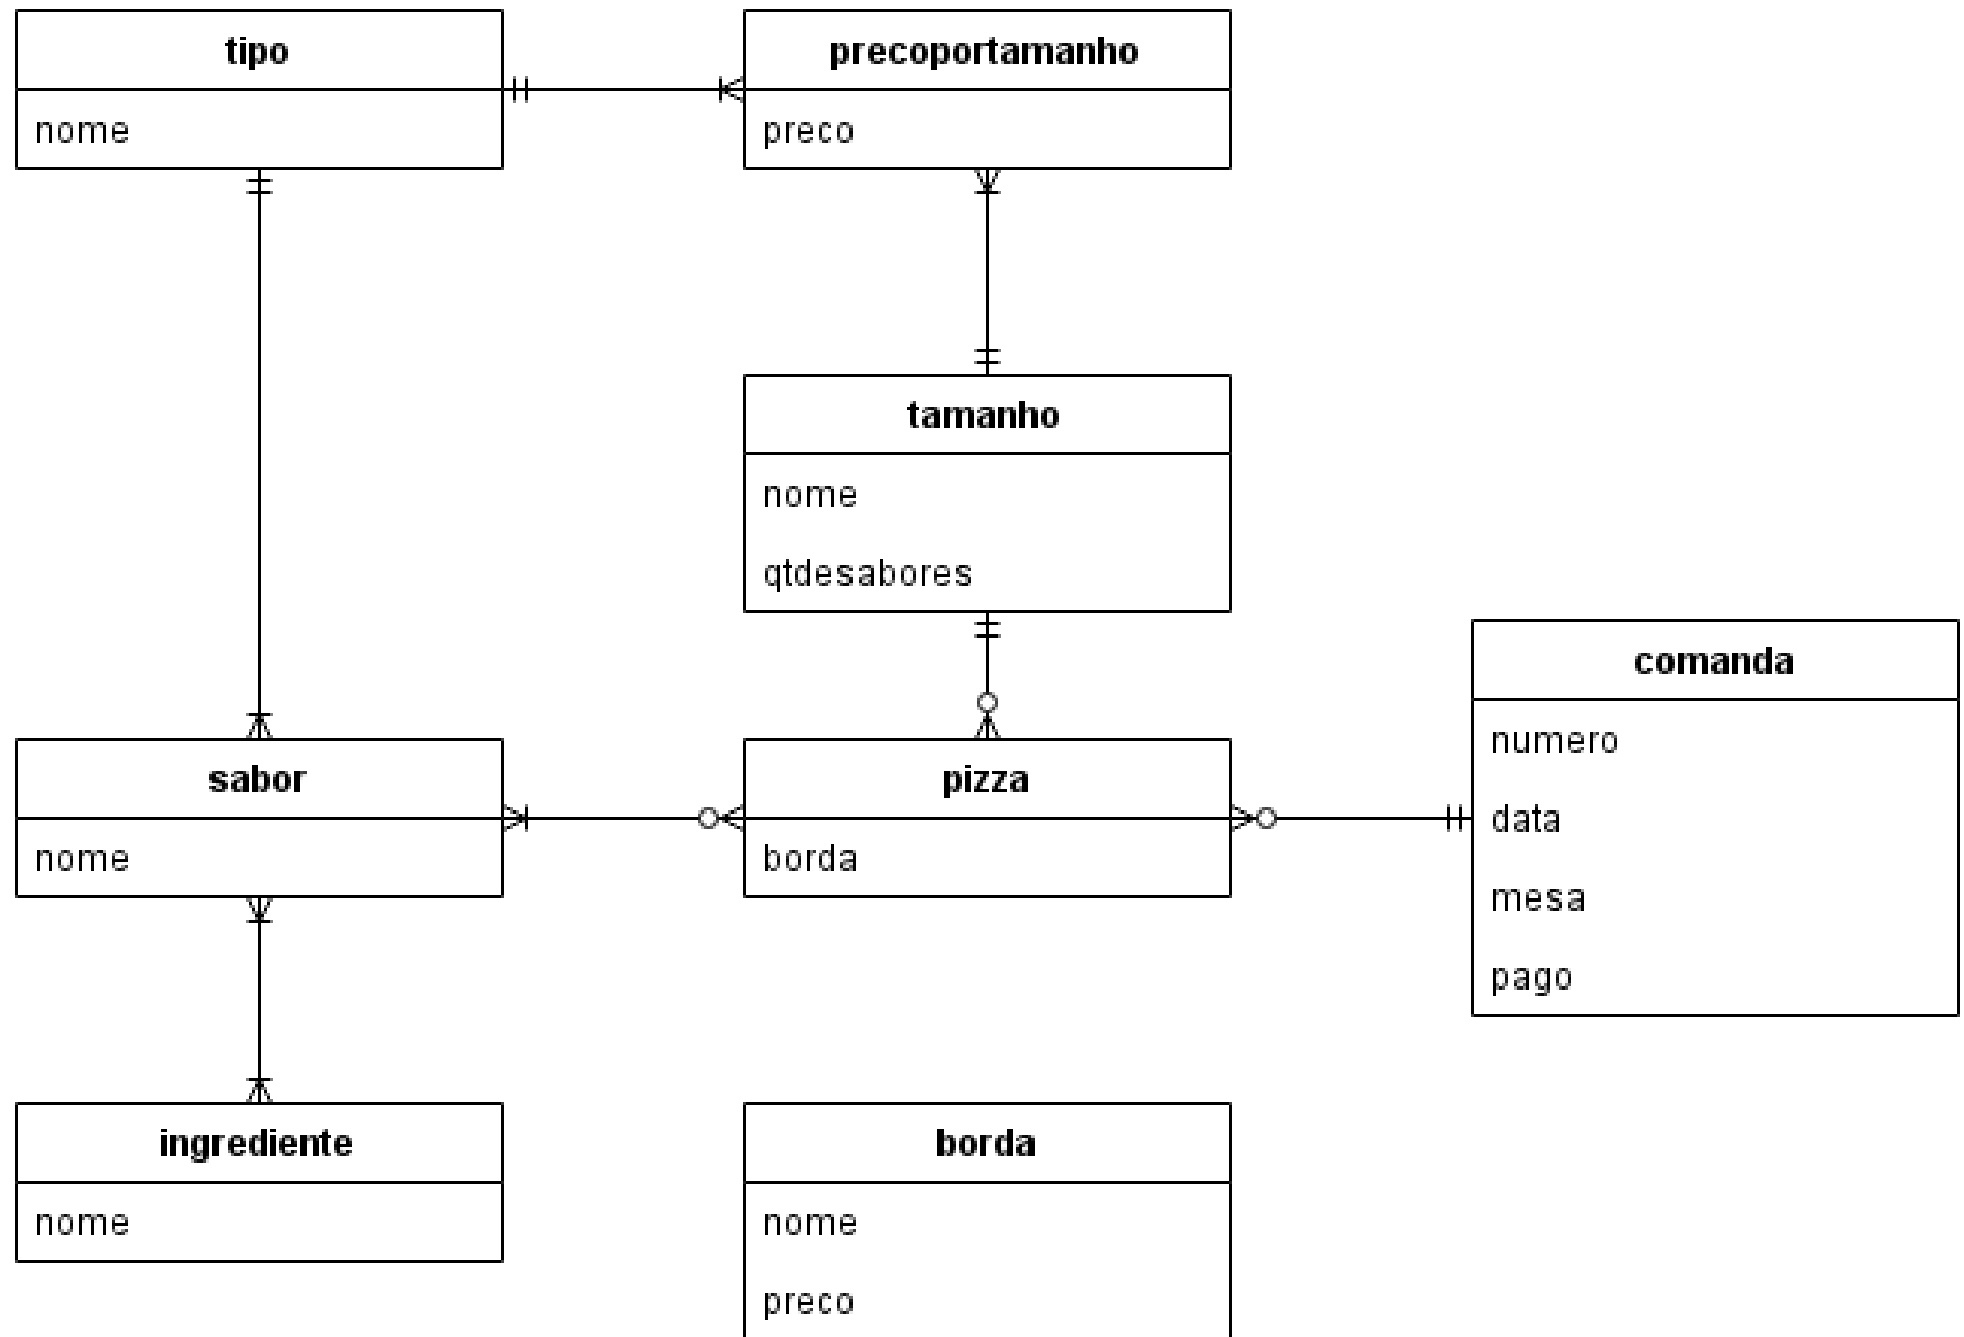 tipo
nome
precoportamanho
preco
tamanho
nome
qtdesabores
comanda
numero
data
mesa
pago
sabor
nome
pizza
borda
ingrediente
nome
borda
nome
preco